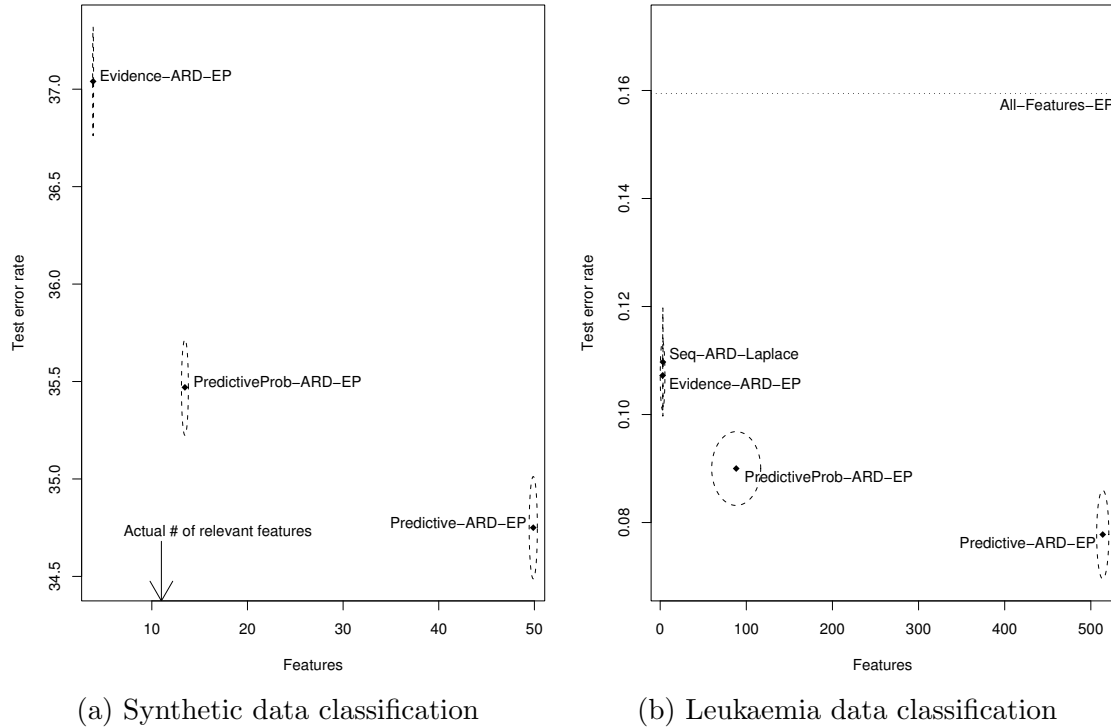 Test error rate
37.0
36.5
36.0
35.5
35.0
34.5
Evidence−ARD−EP
PredictiveProb−ARD−EP
Predictive−ARD−EP
Actual # of relevant features
10 20 30 40 50
Features
(a) Synthetic data classification
Test error rate
0.16
0.14
0.12
0.10
0.08
All−Features−EP
Seq−ARD−Laplace
Evidence−ARD−EP
PredictiveProb−ARD−EP
Predictive−ARD−EP
0 100 200 300 400 500
Features
(b) Leukaemia data classification